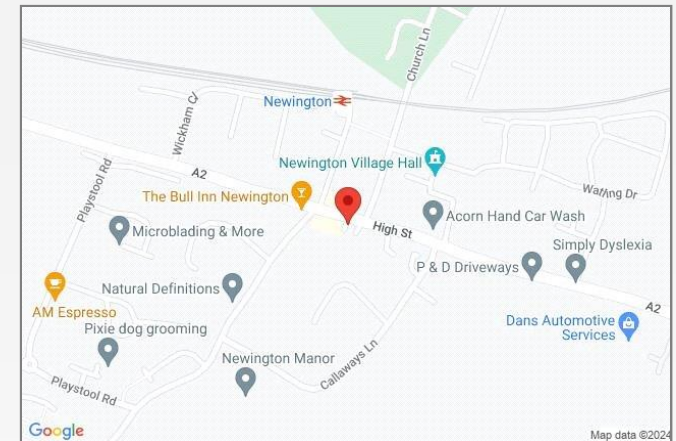 Church Ln
Newington
Wickham Cl
A2
Newington Village Hall
Playstool Rd
The Bull Inn Newington
Watling Dr
Microblading & More
High St
Acorn Hand Car Wash
Simply Dyslexia
P & D Driveways
Natural Definitions
AM Espresso
A2
Dans Automotive
Services
Pixie dog grooming
Newington Manor
Callaways Ln
Playstool Rd
Google
Map data ©2024